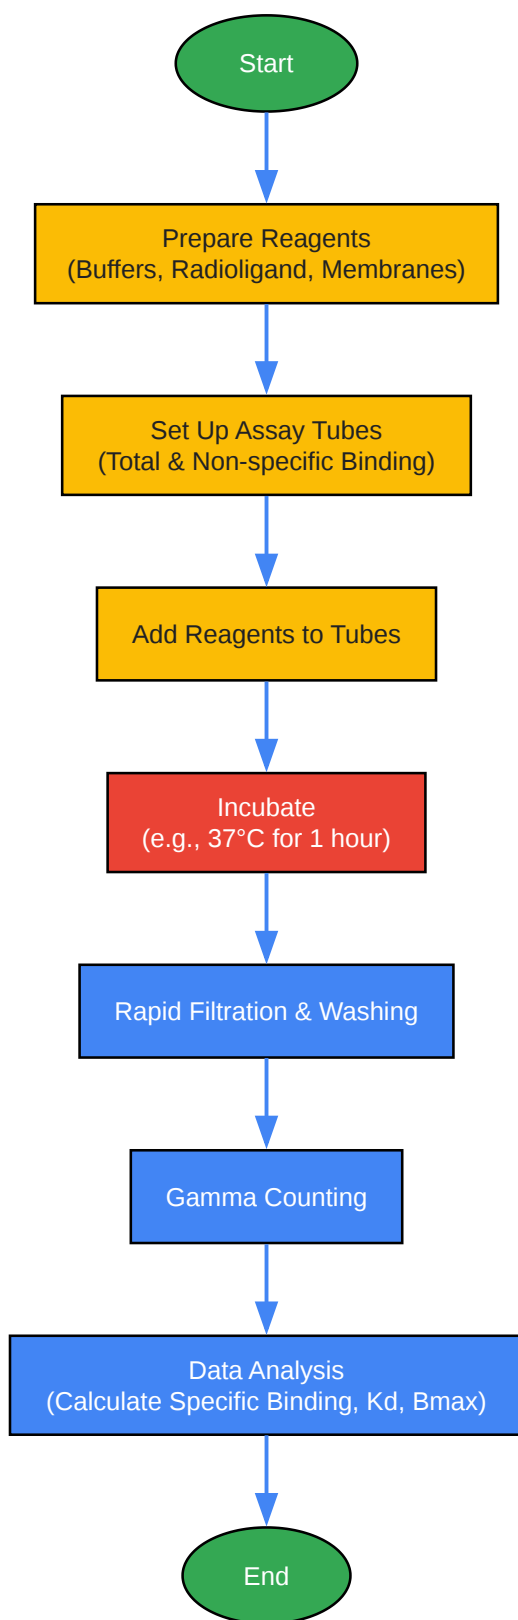 Start
Prepare Reagents
(Buffers, Radioligand, Membranes)
Set Up Assay Tubes
(Total & Non-specific Binding)
Add Reagents to Tubes
Incubate
(e.g., 37°C for 1 hour)
Rapid Filtration & Washing
Gamma Counting
Data Analysis
(Calculate Specific Binding, Kd, Bmax)
End